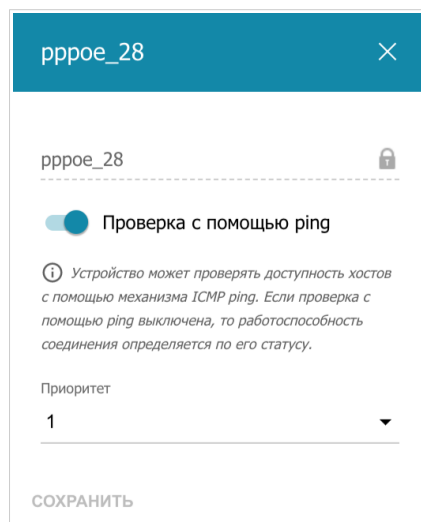 pppoe_28
pppoe_28
Проверка с помощью ping
Устройство может проверять доступность хостов
с помощью механизма ICMP ping. Если проверка с
помощью ping выключена, то работоспособность
соединения определяется по его статусу.
Приоритет
1
СОХРАНИТЬ